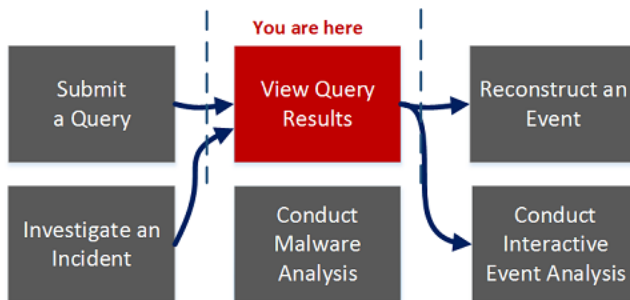 You are here
Submit
a Query
View Query
Results
Reconstruct an
Event
Investigate an
Incident
Conduct
Malware
Analysis
Conduct
Interactive
Event Analysis